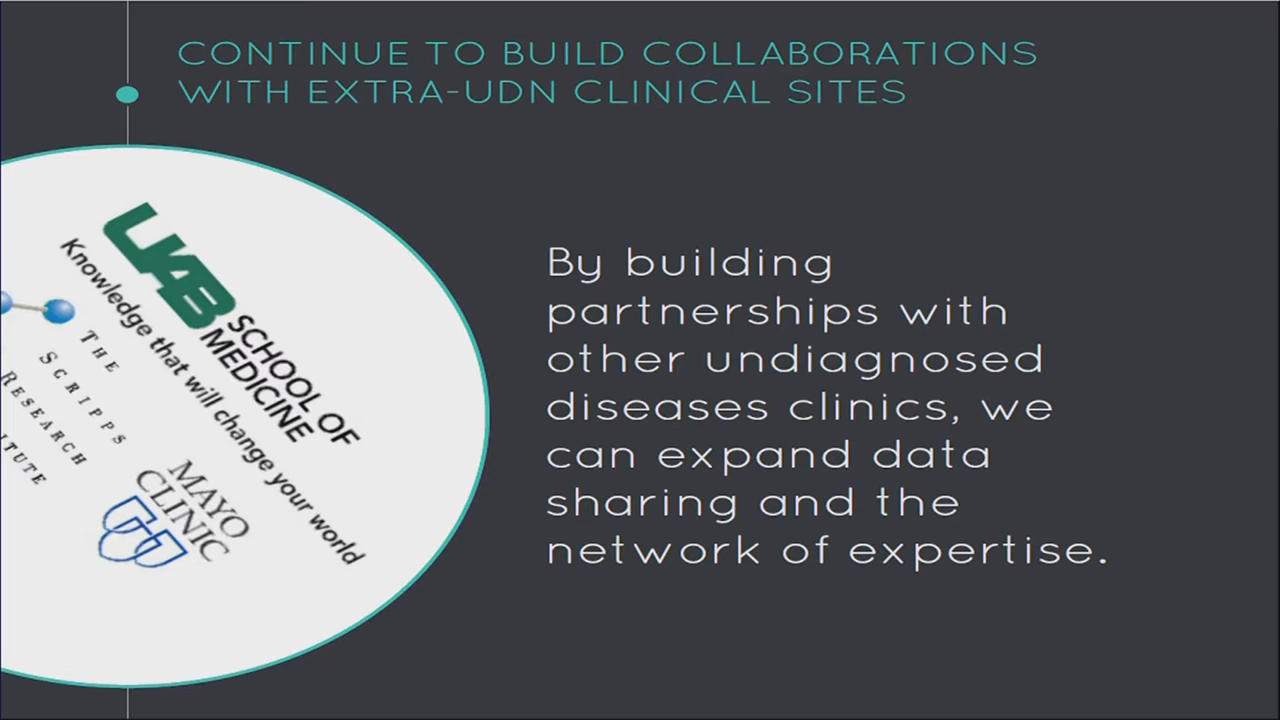 CONTINUE TO BUILD COLLABORATIONS
WITH EXTRA-UDN CLINICAL SITES
UAB
SCHOOL OF
MEDICINE
Knowledge that will change your world
THE
SCRIPPS
RESEARCH
ITUTE
MAYO
CLINIC
By building
partnerships with
other undiagnosed
diseases clinics, we
can expand data
sharing and the
network of expertise.